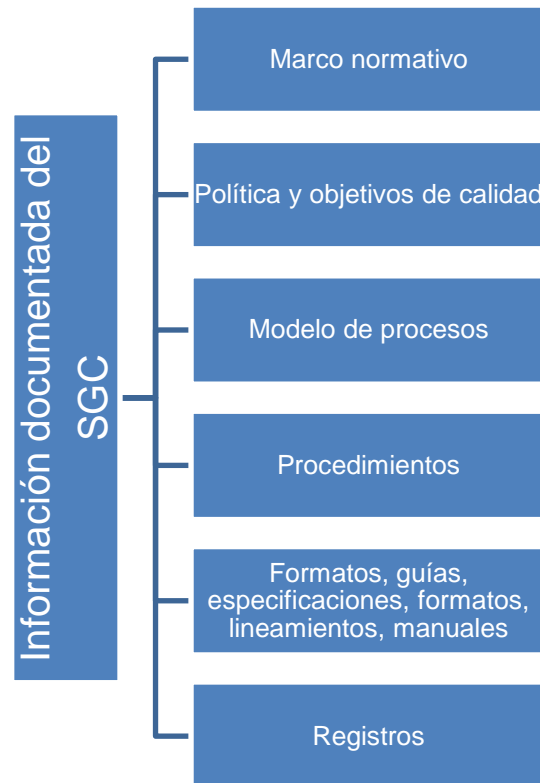 Información documentada del
SGC
Marco normativo
Política y objetivos de calidad
Modelo de procesos
Procedimientos
Formatos, guías,
especificaciones, formatos,
lineamientos, manuales
Registros